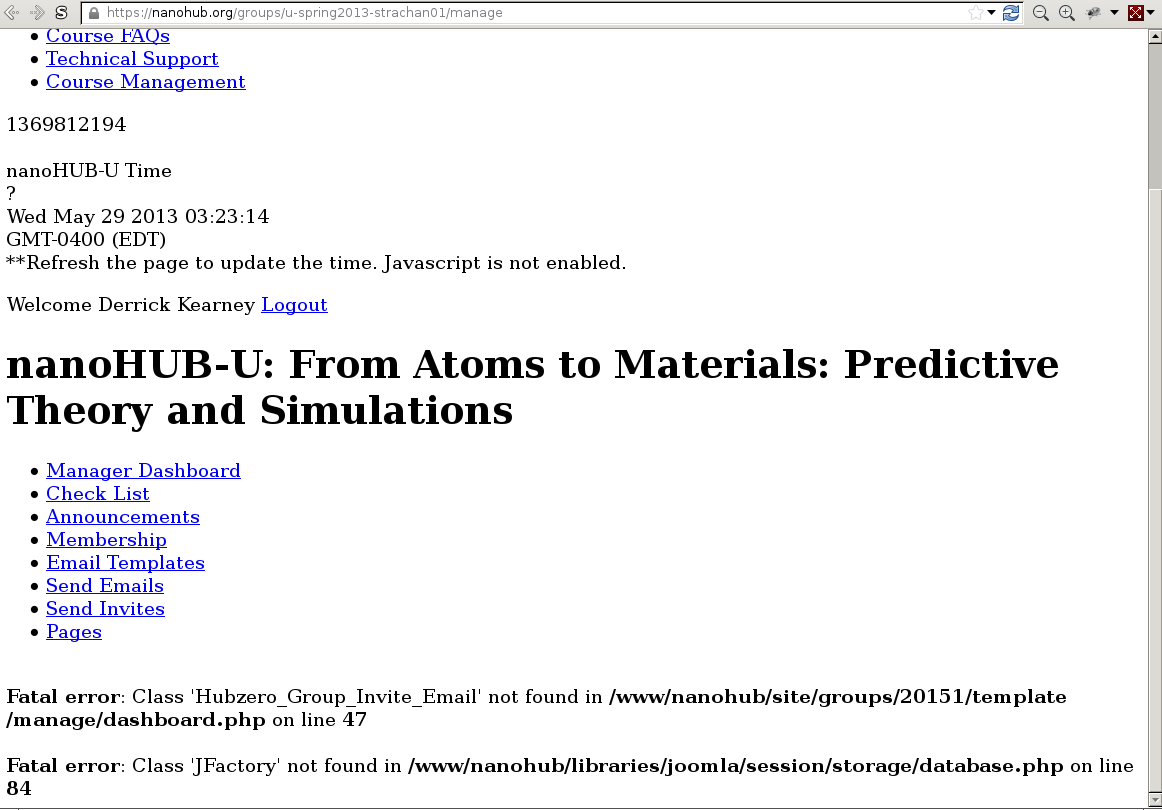 https://nanohub.org/groups/u-spring2013-strachan01/manage
Course FAQs
Technical Support
Course Management
1369812194
nanoHUB-U Time
?
Wed May 29 2013 03:23:14
GMT-0400 (EDT)
**Refresh the page to update the time. Javascript is not enabled.
Welcome Derrick Kearney Logout
nanoHUB-U: From Atoms to Materials: Predictive
Theory and Simulations
Manager Dashboard
Check List
Announcements
Membership
Email Templates
Send Emails
Send Invites
Pages
Fatal error: Class 'Hubzero_Group_Invite_Email' not found in /www/nanohub/site/groups/20151/template
/manage/dashboard.php on line 47
Fatal error: Class 'JFactory' not found in /www/nanohub/libraries/joomla/session/storage/database.php on line
84